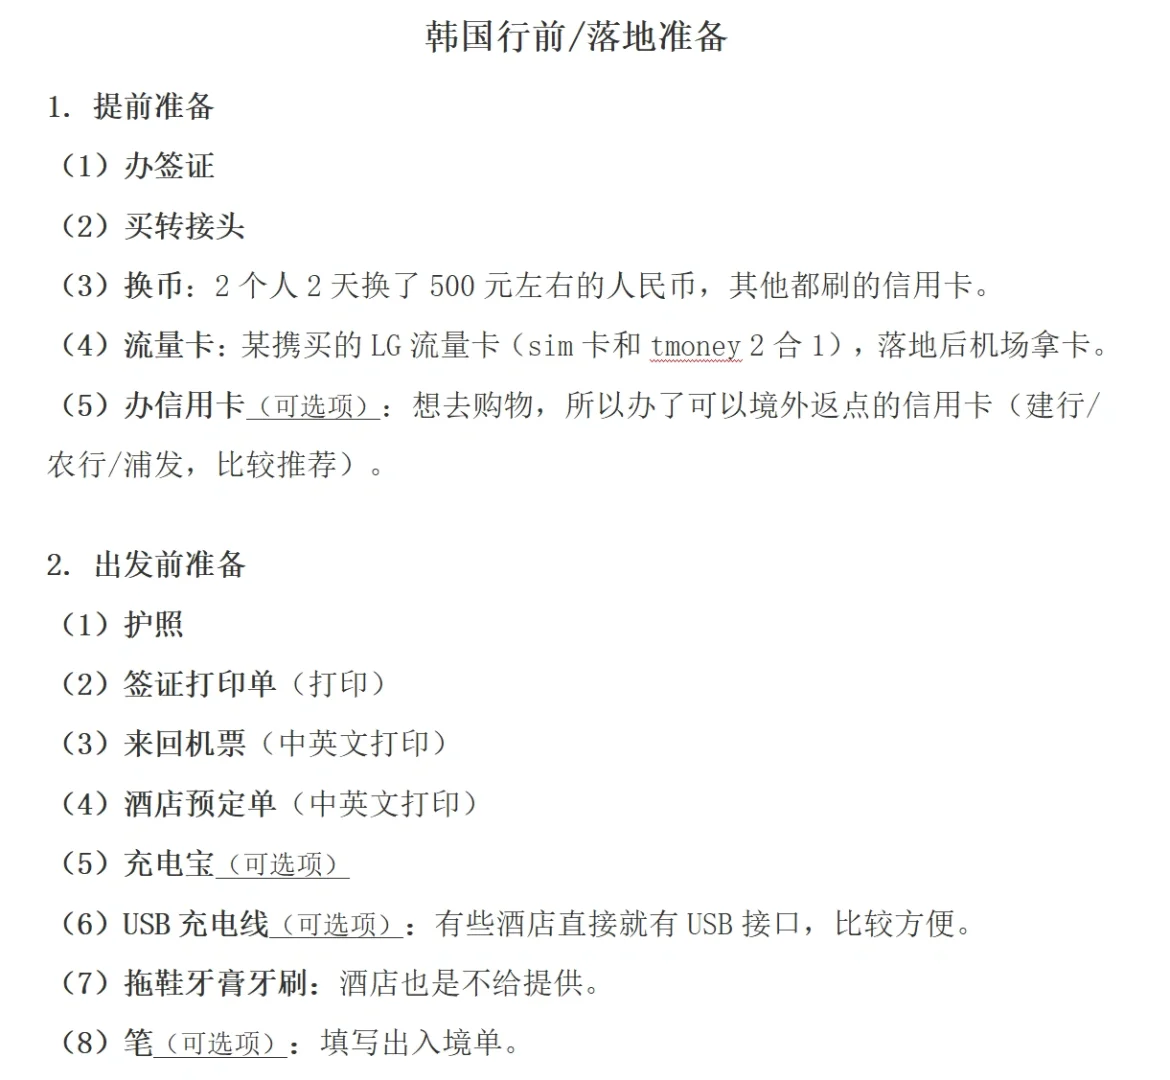 韩国行前/落地准备
1. 提前准备
（1）办签证
（2）买转接头
（3）换币：2 个人 2 天换了 500 元左右的人民币，其他都刷的信用卡。
（4）流量卡：某携买的 LG 流量卡（sim 卡和 tmoney 2 合 1），落地后机场拿卡。
（5）办信用卡（可选项）：想去购物，所以办了可以境外返点的信用卡（建行/
农行/浦发，比较推荐）。
2. 出发前准备
（1）护照
（2）签证打印单（打印）
（3）来回机票（中英文打印）
（4）酒店预定单（中英文打印）
（5）充电宝（可选项）
（6）USB 充电线（可选项）：有些酒店直接就有 USB 接口，比较方便。
（7）拖鞋牙膏牙刷：酒店也是不给提供。
（8）笔（可选项）：填写出入境单。